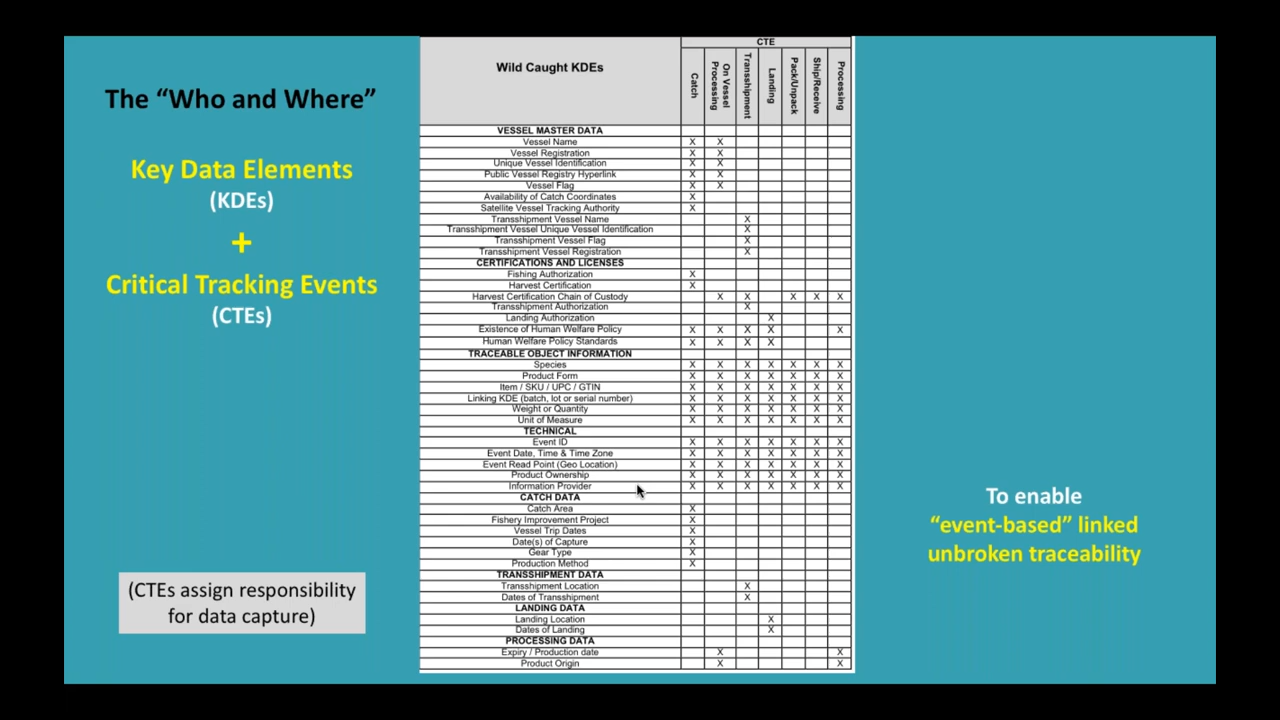 The “Who and Where”
Key Data Elements
(KDEs)
+
Critical Tracking Events
(CTEs)
(CTEs assign responsibility
for data capture)
CTE
Wild Caught KDEs
Catch
On Vessel
Processing
Transshipment
Landing
Pack/Unpack
Ship/Receive
Processing
VESSEL MASTER DATA
Vessel Name X X
Vessel Registration X X
Unique Vessel Identification X X
Public Vessel Registry Hyperlink X X
Vessel Flag X X
Availability of Catch Coordinates X
Satellite Vessel Tracking Authority X
Transshipment Vessel Name X
Transshipment Vessel Unique Vessel Identification X
Transshipment Vessel Flag X
Transshipment Vessel Registration X
CERTIFICATIONS AND LICENSES
Fishing Authorization X
Harvest Certification X
Harvest Certification Chain of Custody X X X X X
Transshipment Authorization X
Landing Authorization X
Existence of Human Welfare Policy X X X X X
Human Welfare Policy Standards X X X X
TRACEABLE OBJECT INFORMATION
Species X X X X X X X
Product Form X X X X X X X
Item / SKU / UPC / GTIN X X X X X X X
Linking KDE (batch, lot or serial number) X X X X X X X
Weight or Quantity X X X X X X X
Unit of Measure X X X X X X X
TECHNICAL
Event ID X X X X X X X
Event Date, Time & Time Zone X X X X X X X
Event Read Point (Geo Location) X X X X X X X
Product Ownership X X X X X X X
Information Provider X X X X X X X
CATCH DATA
Catch Area X
Fishery Improvement Project X
Vessel Trip Dates X
Date(s) of Capture X
Gear Type X
Production Method X
TRANSSHIPMENT DATA
Transshipment Location X
Dates of Transshipment X
LANDING DATA
Landing Location X
Dates of Landing X
PROCESSING DATA
Expiry / Production date X X
Product Origin X X
To enable
“event-based” linked
unbroken traceability